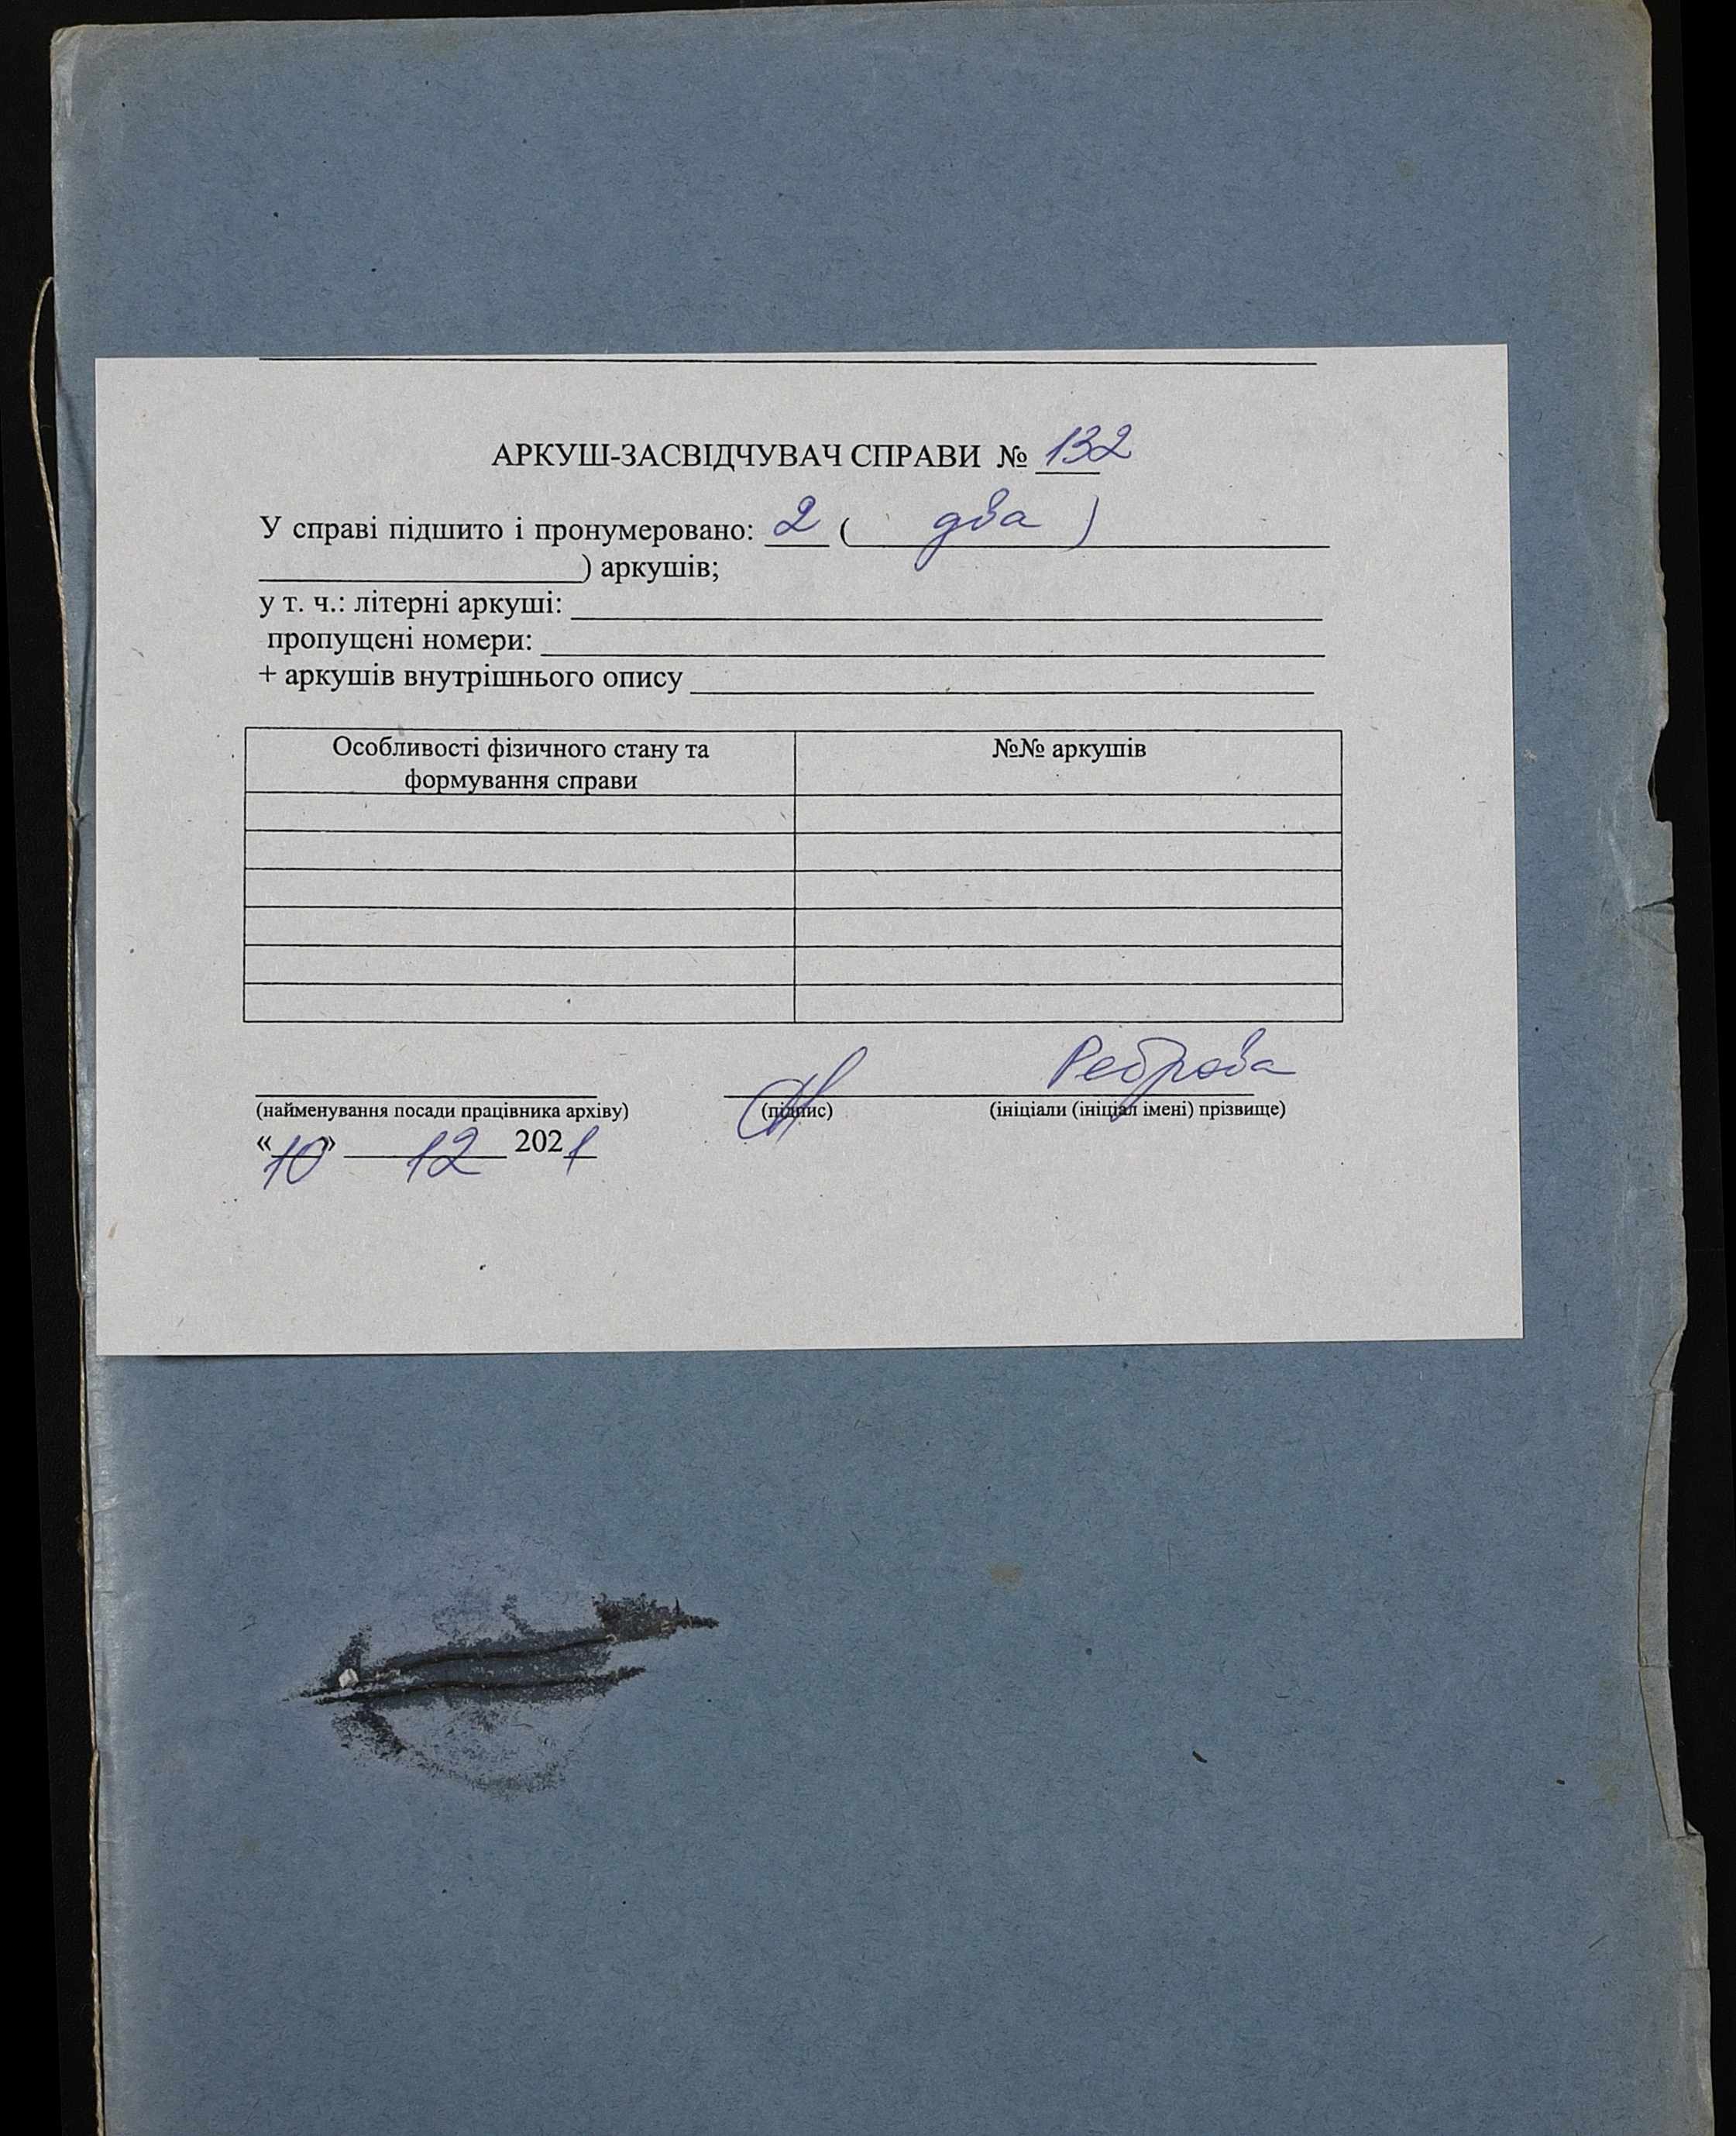 АРКУШ-ЗАСВІДЧУВАЧ СПРАВИ № 132
У справі підшито і пронумеровано: 2 ( два )
) аркушів;
у т. ч.: літерні аркуші:
пропущені номери:
+ аркушів внутрішнього опису
Особливості фізичного стану та формування справи №№ аркушів
Реброва
(найменування посади працівника архіву) (підпис) (ініціали (ініціал імені) прізвище)
«10» 12 2021